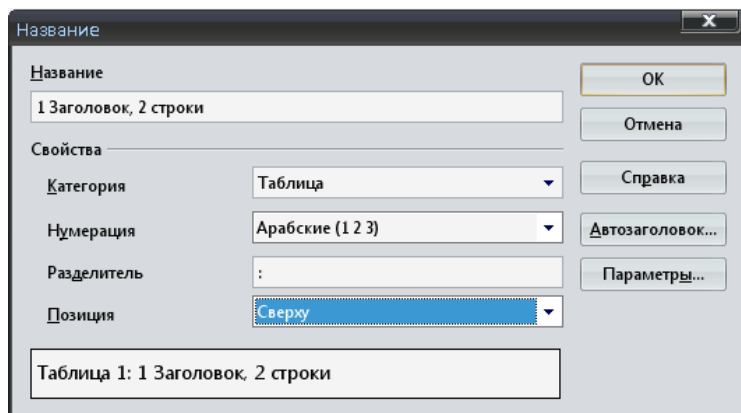 Название
Название
1 Заголовок, 2 строки
Свойства
Категория
Таблица
Нумерация
Арабские (1 2 3)
Разделитель
:
Позиция
Сверху
Таблица 1: 1 Заголовок, 2 строки
OK
Отмена
Справка
Автозаголовок...
Параметры...